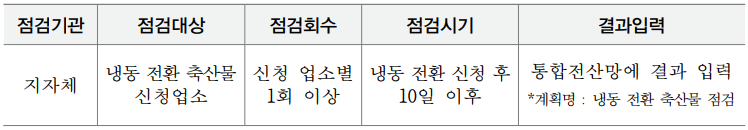 점검기관 점검대상 점검회수 점검시기 결과입력
지자체
냉동 전환 축산물
신청업소
신청 업소별
1회 이상
냉동 전환 신청 후
10일 이후
통합전산망에 결과 입력
*계획명 : 냉동 전환 축산물 점검